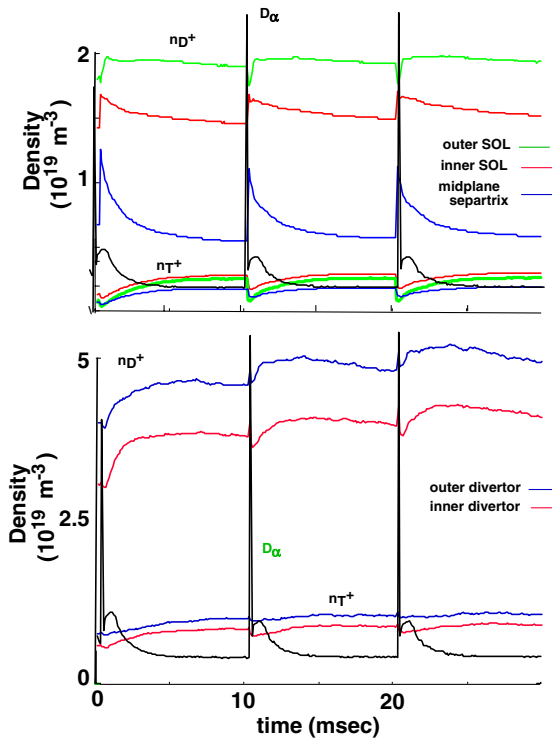 Dα
nD+
2
outer SOL
inner SOL
midplane
separtrix
1
Density
(10^19 m^-3)
nT+
5
nD+
outer divertor
inner divertor
2.5
Density
(10^19 m^-3)
Dα
nT+
0
0
10
20
time (msec)